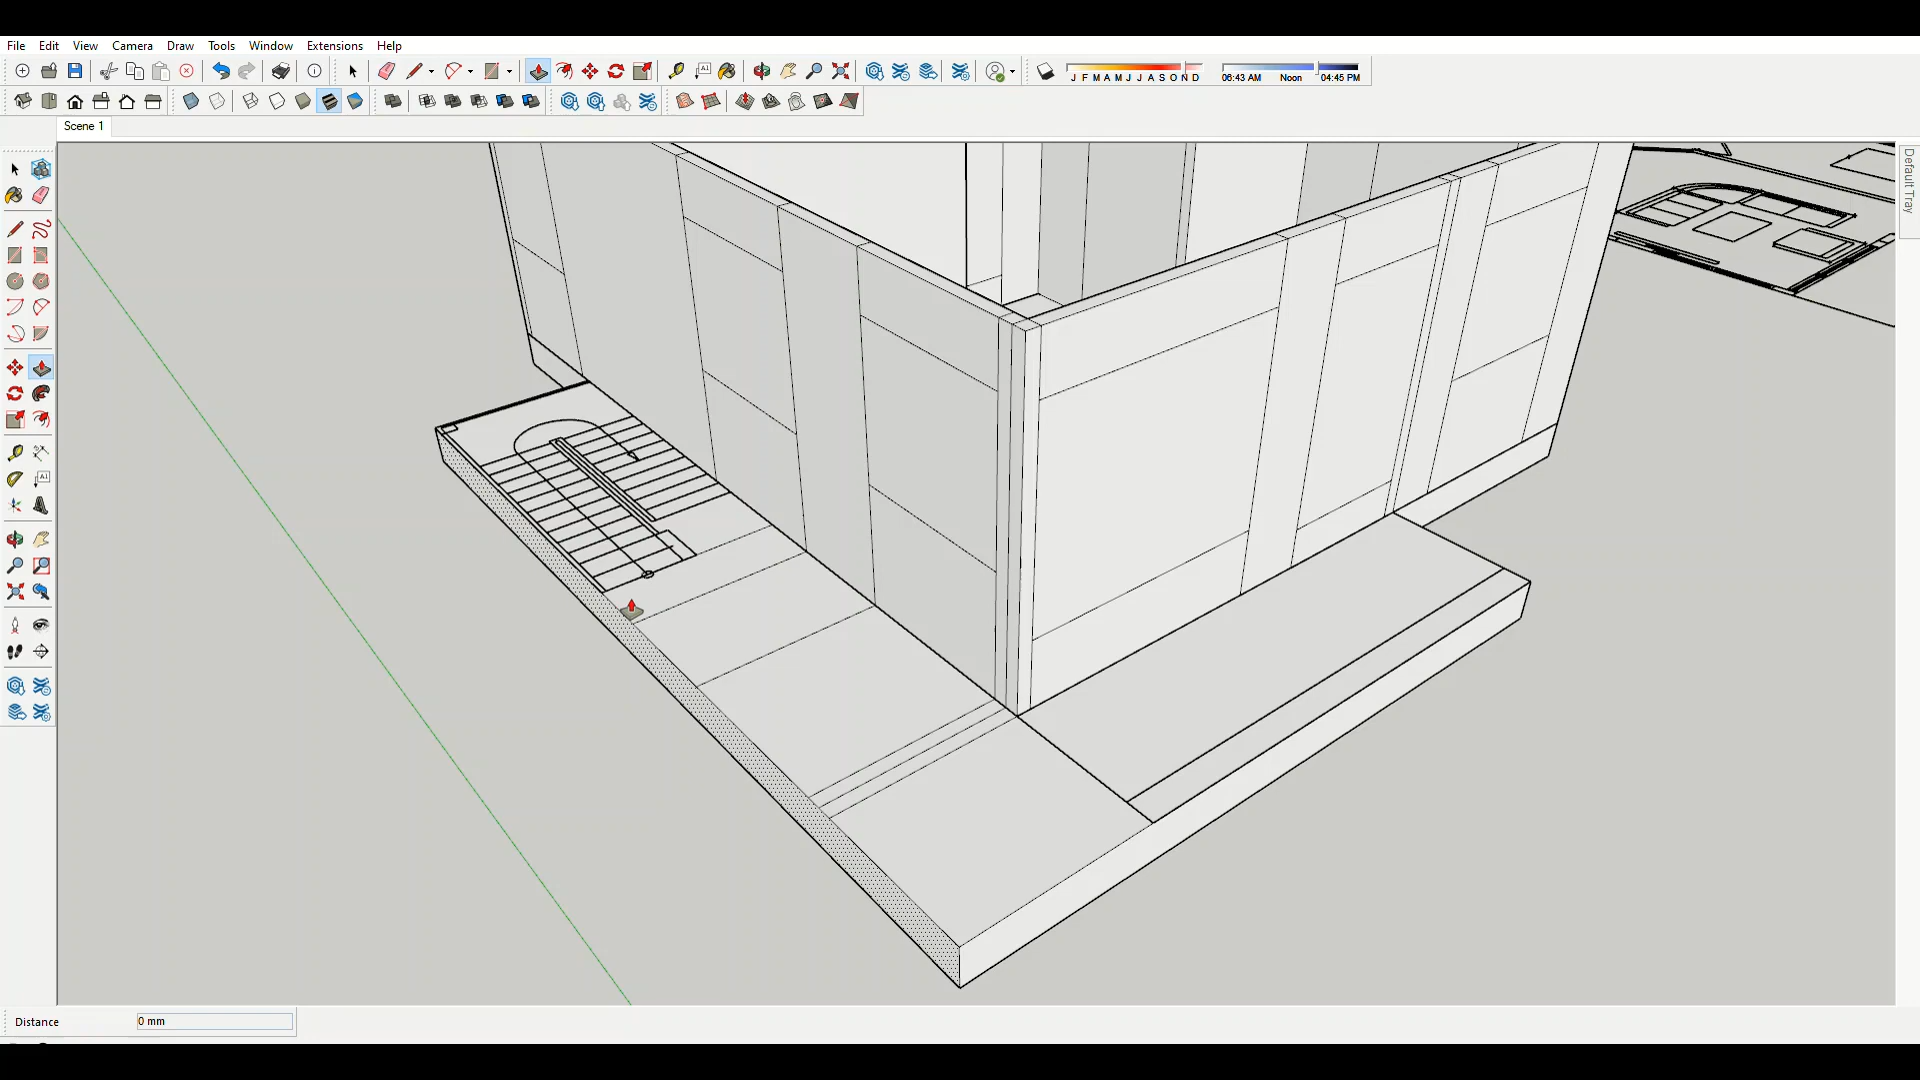 File Edit View Camera Draw Tools Window Extensions Help
J F M A M J J A S O N D
06:43 AM Noon 04:45 PM
Scene 1
Default Tray
Distance 0 mm